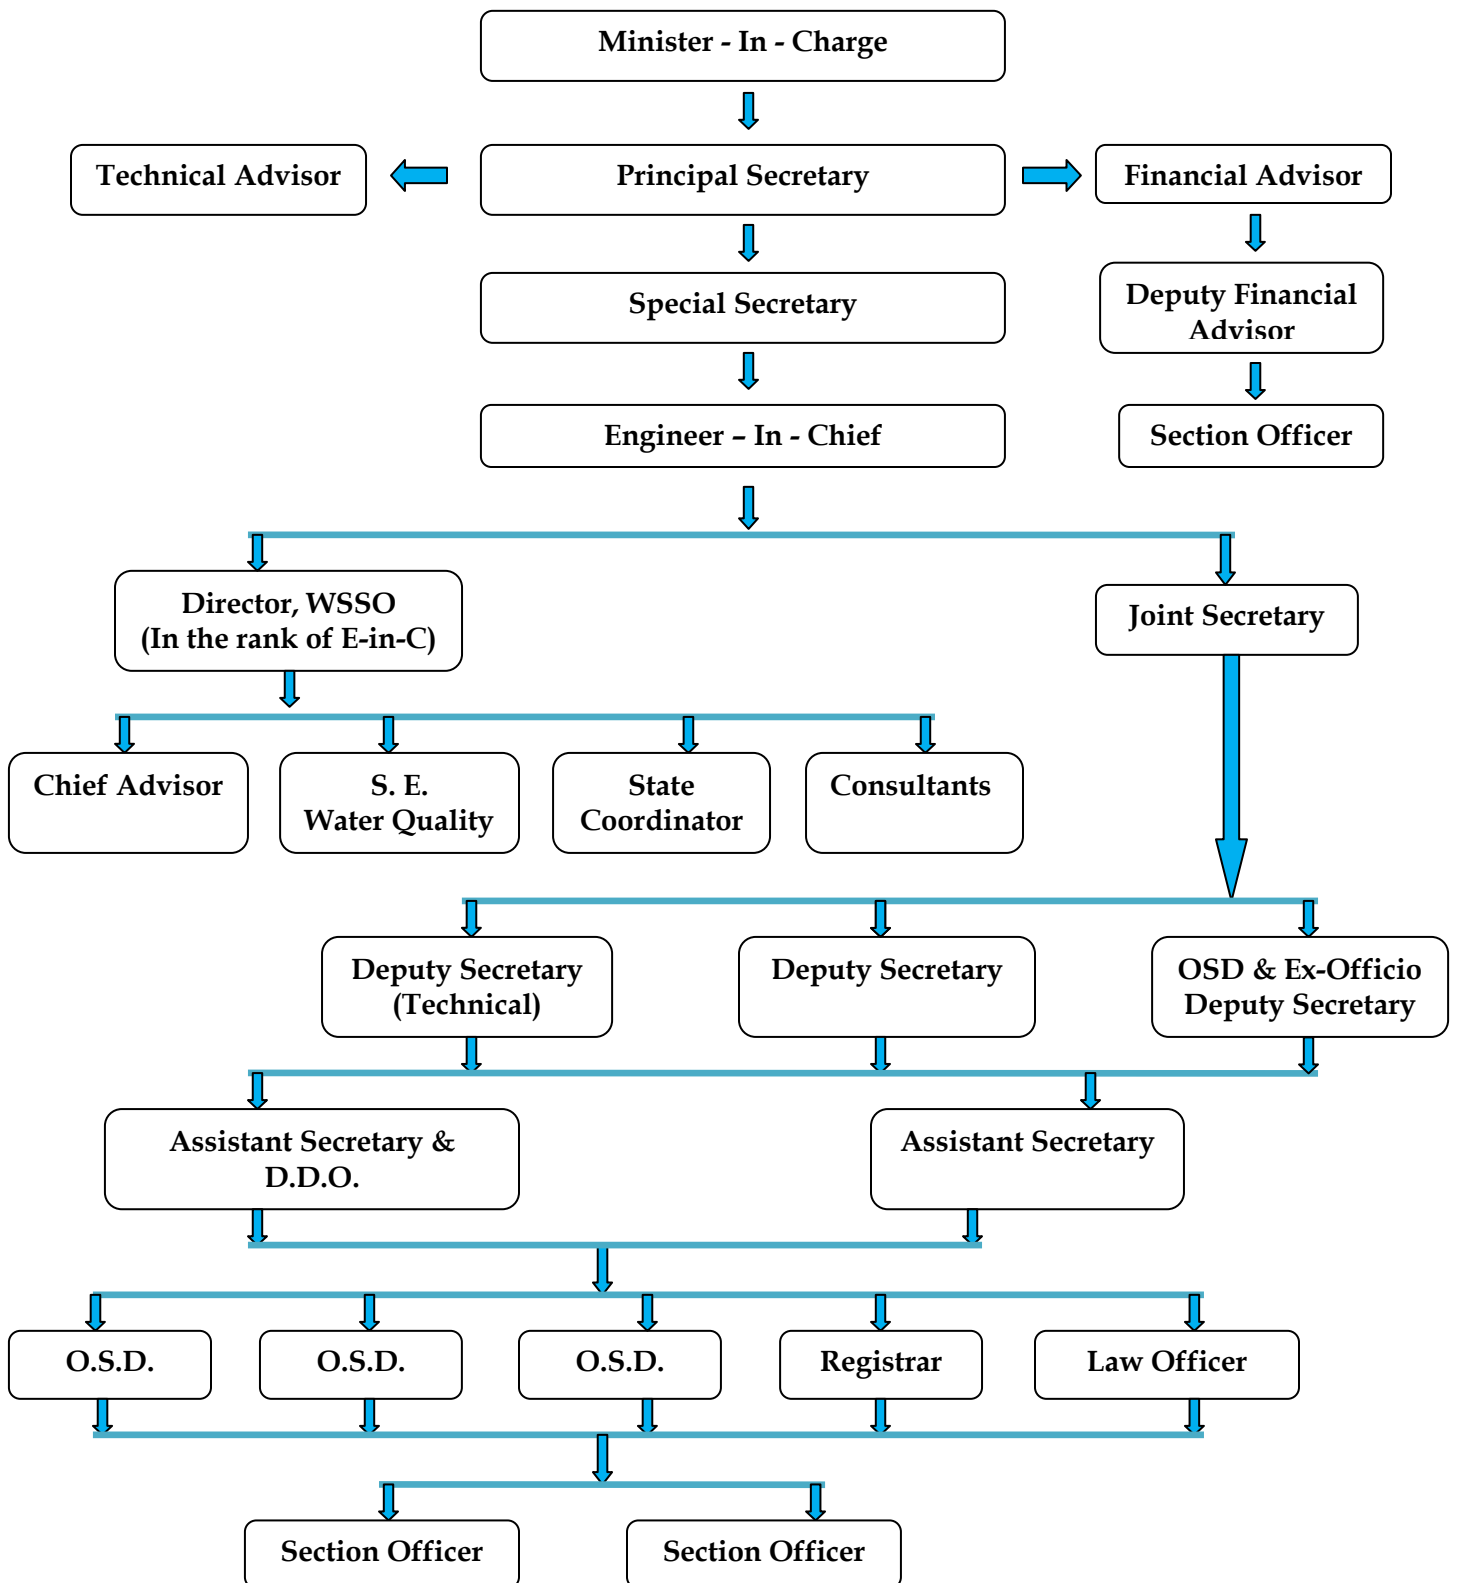 Minister - In - Charge
Technical Advisor
Principal Secretary
Financial Advisor
Special Secretary
Deputy Financial
Advisor
Engineer – In - Chief
Section Officer
Director, WSSO
(In the rank of E-in-C)
Joint Secretary
Chief Advisor
S. E.
Water Quality
State
Coordinator
Consultants
Deputy Secretary
(Technical)
Deputy Secretary
OSD & Ex-Officio
Deputy Secretary
Assistant Secretary &
D.D.O.
Assistant Secretary
O.S.D.
O.S.D.
O.S.D.
Registrar
Law Officer
Section Officer
Section Officer